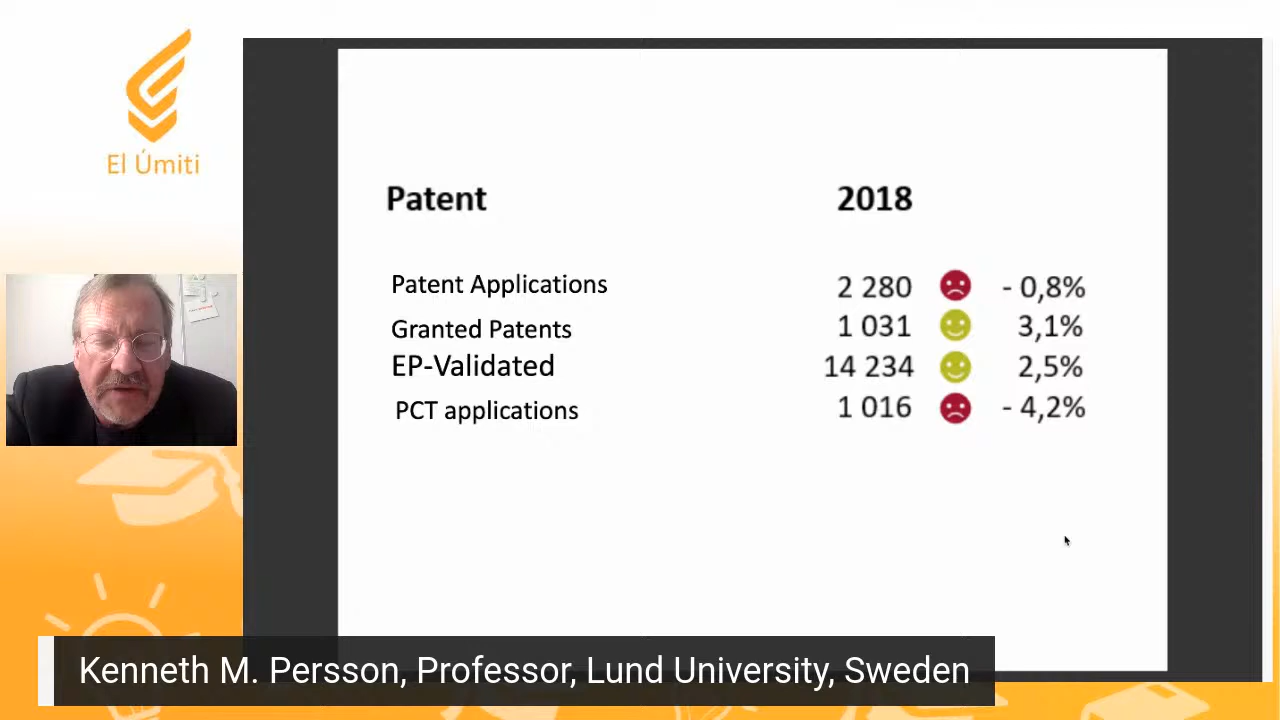 El Úmiti
Patent 2018
Patent Applications 2 280 - 0,8%
Granted Patents 1 031 3,1%
EP-Validated 14 234 2,5%
PCT applications 1 016 - 4,2%
Kenneth M. Persson, Professor, Lund University, Sweden